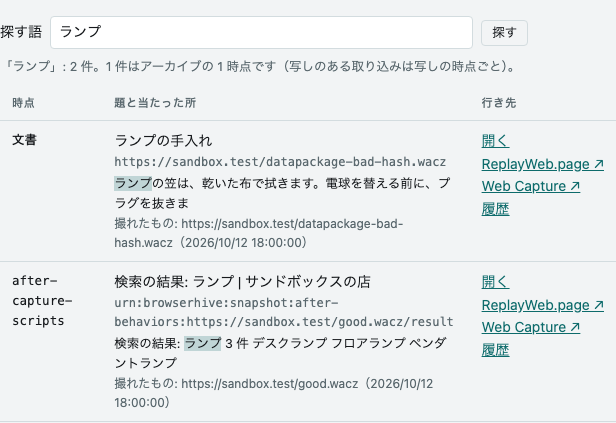 探す語 ランプ 探す
「ランプ」: 2 件。1 件はアーカイブの 1 時点です（写しのある取り込みは写しの時点ごと）。
時点 題と当たった所 行き先
文書 ランプの手入れ 開く
https://sandbox.test/datapackage-bad-hash.wacz ReplayWeb.page ↗
ランプの笠は、乾いた布で拭きます。電球を替える前に、プ Web Capture ↗
ラグを抜きま 履歴
撮れたもの: https://sandbox.test/datapackage-bad-
hash.wacz（2026/10/12 18:00:00）
after- 検索の結果: ランプ | サンドボックスの店 開く
capture- urn:browserhive:snapshot:after- ReplayWeb.page ↗
scripts behaviors:https://sandbox.test/good.wacz/result Web Capture ↗
検索の結果: ランプ 3 件 デスクランプ フロアランプ ペンダ 履歴
ントランプ
撮れたもの: https://sandbox.test/good.wacz（2026/10/12
18:00:00）